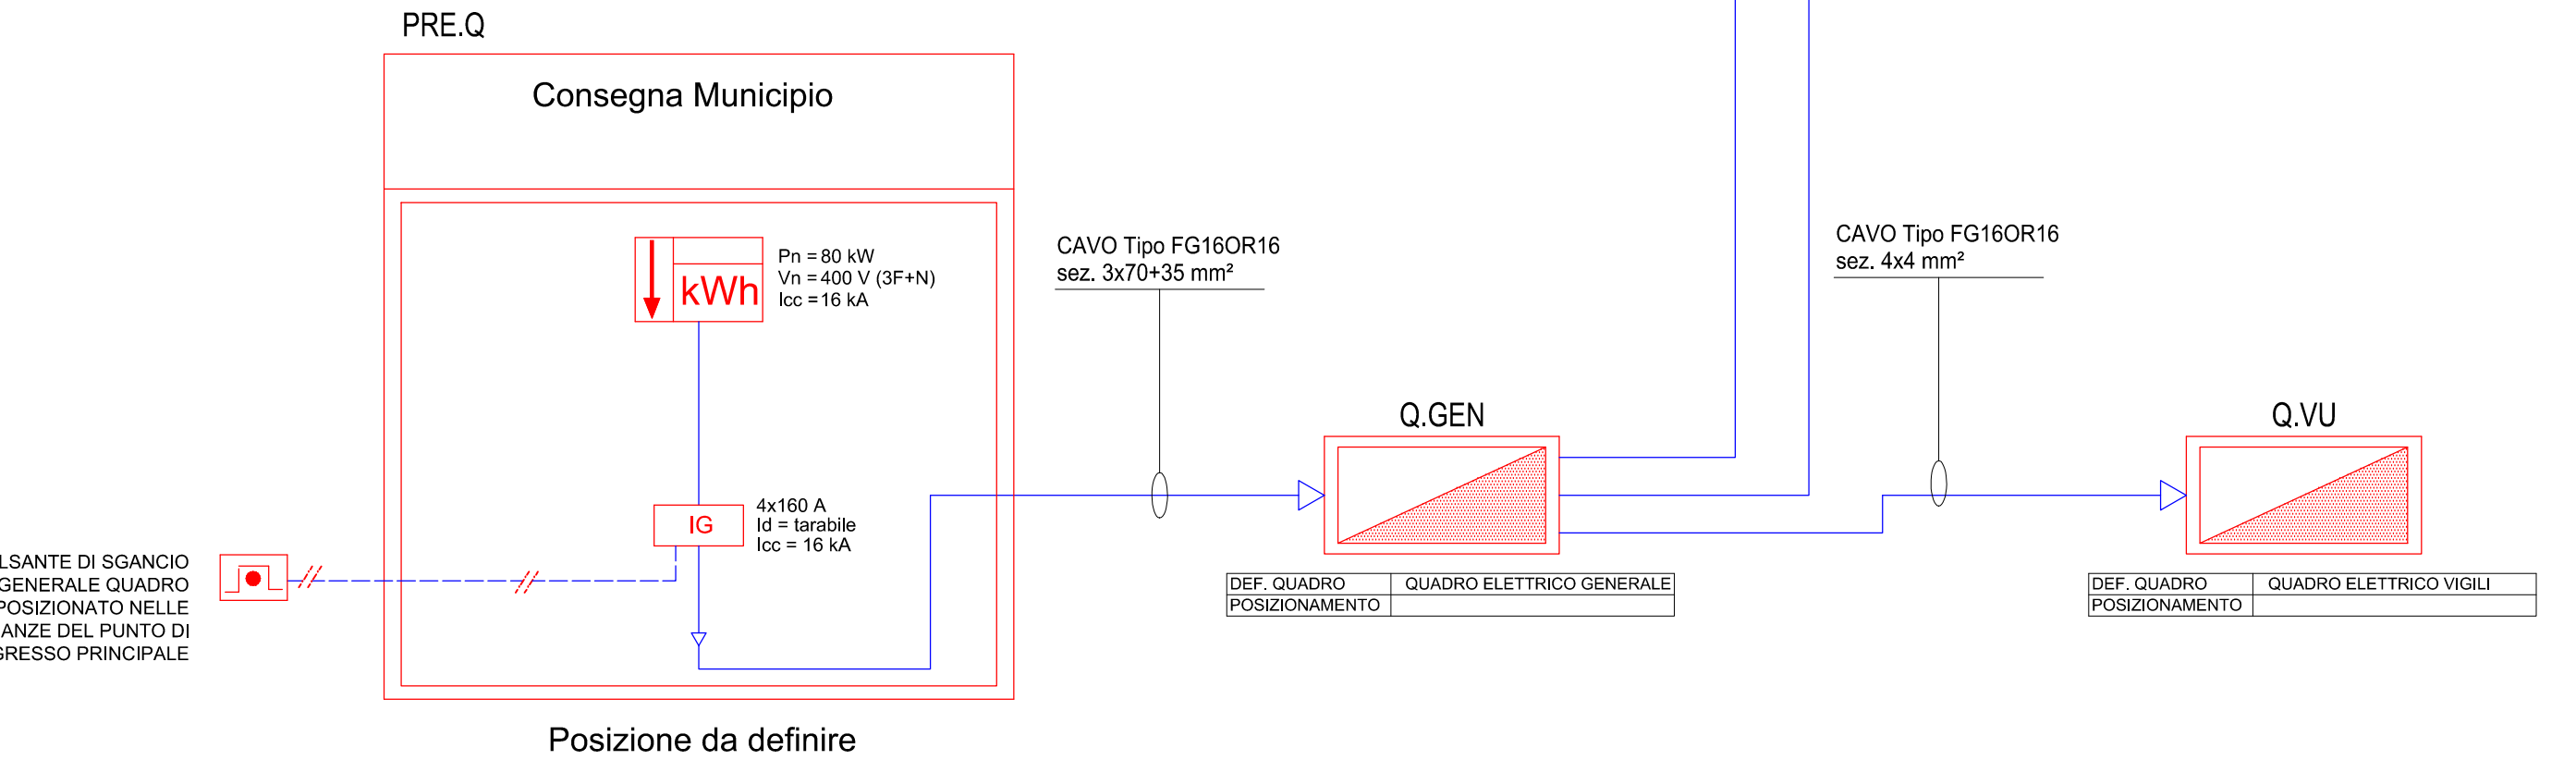 PRE.Q
Consegna Municipio
kWh
Pn = 80 kW
Vn = 400 V (3F+N)
Icc = 16 kA
IG
4x160 A
Id = tarabile
Icc = 16 kA
LSANTE DI SGANCIO
GENERALE QUADRO
POSIZIONATO NELLE
ANZE DEL PUNTO DI
GRESSO PRINCIPALE
Posizione da definire
CAVO Tipo FG16OR16
sez. 3x70+35 mm²
Q.GEN
DEF. QUADRO QUADRO ELETTRICO GENERALE
POSIZIONAMENTO
CAVO Tipo FG16OR16
sez. 4x4 mm²
Q.VU
DEF. QUADRO QUADRO ELETTRICO VIGILI
POSIZIONAMENTO